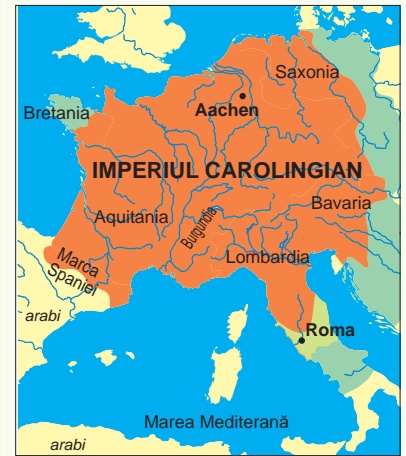 Saxonia
Bretania
Aachen
IMPERIUL CAROLINGIAN
Bavaria
Aquitania
Burgundia
Lombardia
Marca
Spaniei
arabi
Roma
Marea Mediterană
arabi